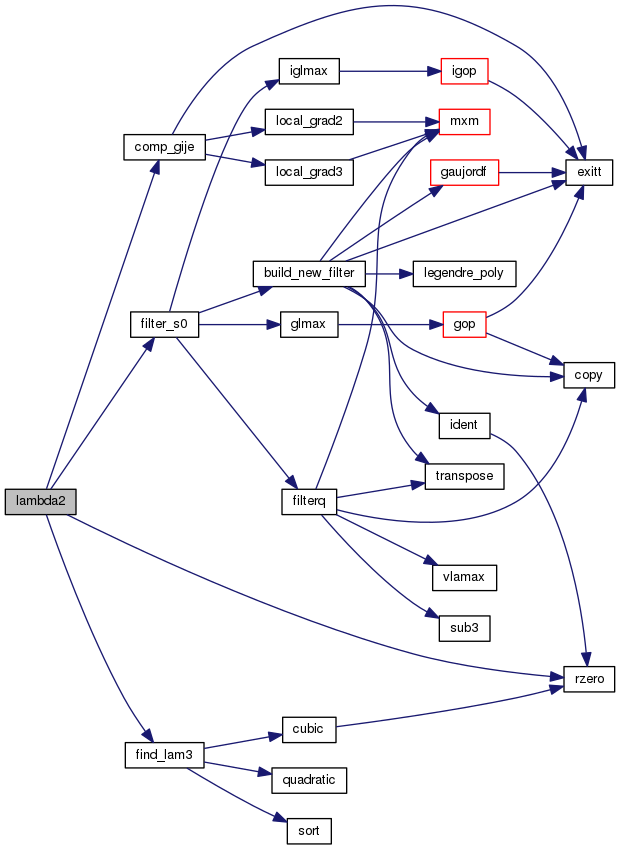 iglmax
igop
local_grad2
mxm
comp_gije
local_grad3
gaujordf
exitt
build_new_filter
legendre_poly
filter_s0
glmax
gop
copy
ident
transpose
lambda2
filterq
vlamax
sub3
rzero
cubic
find_lam3
quadratic
sort